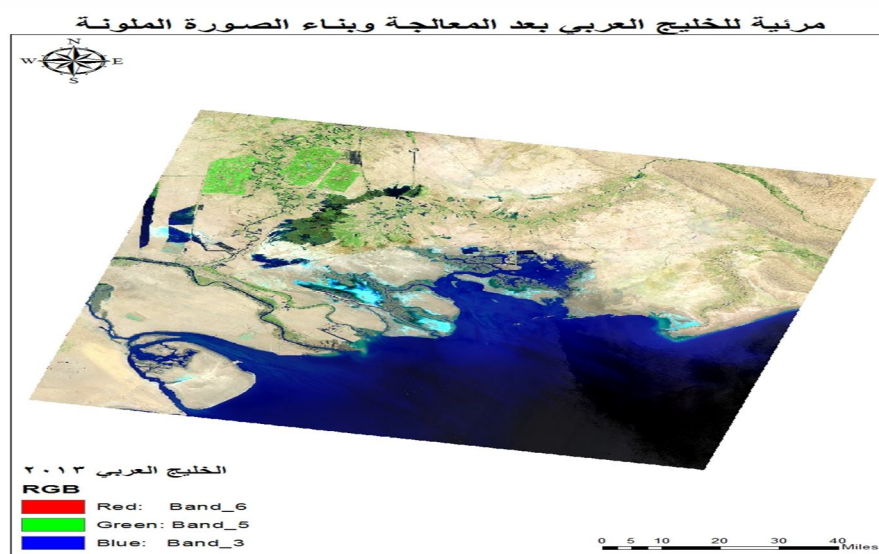 مرئية للخليج العربي بعد المعالجة وبناء الصورة الملونة
N
W E
S
الخليج العربي ٢٠١٣
RGB
Red: Band_6
Green: Band_5
Blue: Band_3
0 5 10 20 30 40
Miles